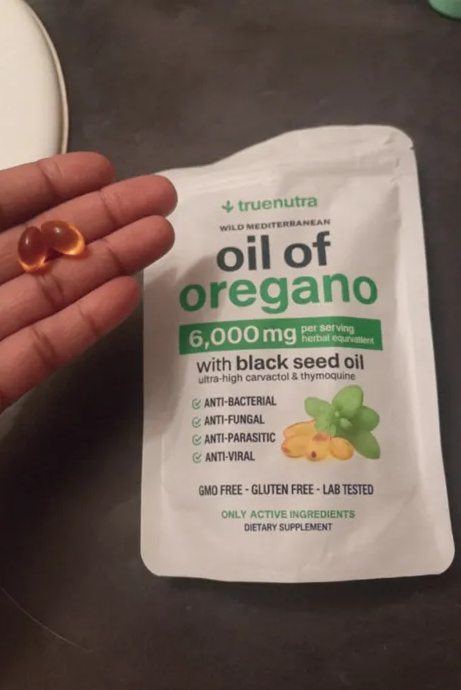 truenutra
WILD MEDITERRANEAN
oil of
oregano
6,000 mg per serving
herbal equivalent
with black seed oil
ultra-high carvactol & thymoquine
ANTI-BACTERIAL
ANTI-FUNGAL
ANTI-PARASITIC
ANTI-VIRAL
GMO FREE - GLUTEN FREE - LAB TESTED
ONLY ACTIVE INGREDIENTS
DIETARY SUPPLEMENT